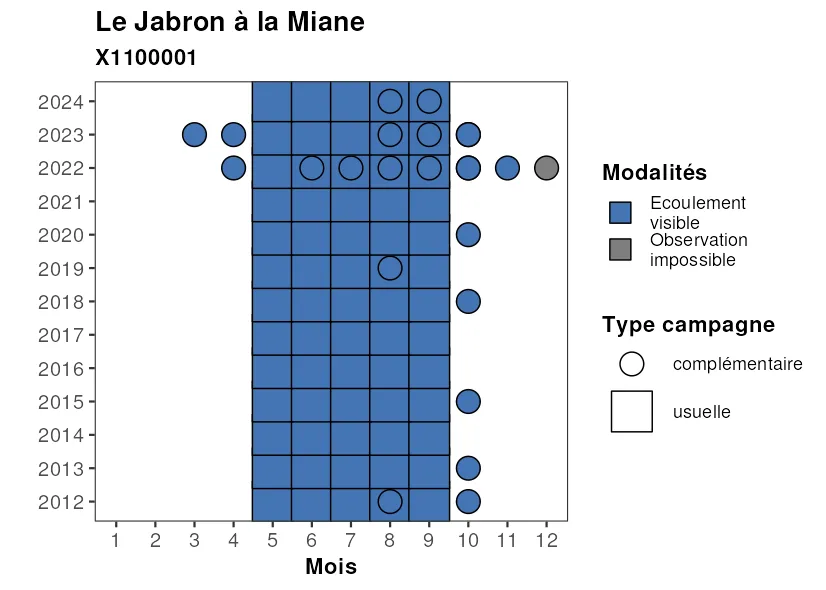 Le Jabron à la Miane
X1100001
2024
2023
2022
2021
2020
2019
2018
2017
2016
2015
2014
2013
2012
1 2 3 4 5 6 7 8 9 10 11 12
Mois
Modalités
Ecoulement
visible
Observation
impossible
Type campagne
complémentaire
usuelle